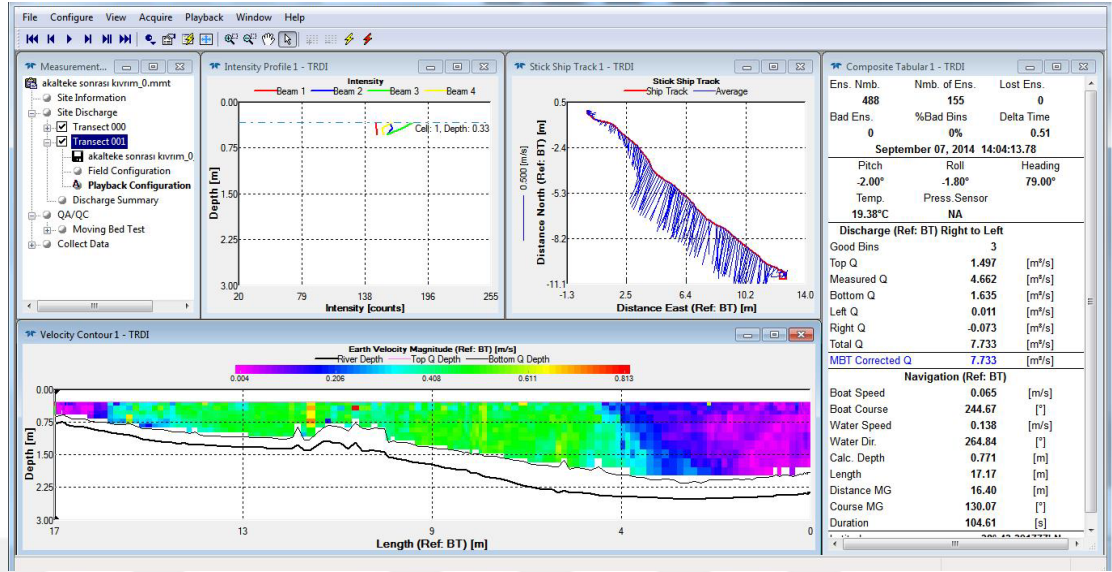 File Configure View Acquire Playback Window Help
Measurement...
akalteke sonrası kıvrım_0.mmt
Site Information
Site Discharge
Transect 000
Transect 001
akalteke sonrası kıvrım_0
Field Configuration
Playback Configuration
Discharge Summary
QA/QC
Moving Bed Test
Collect Data
Intensity Profile 1 - TRDI
Intensity
Beam 1 Beam 2 Beam 3 Beam 4
Cell: 1, Depth: 0.33
Depth [m]
0.00
0.75
1.50
2.25
3.00
20 79 138 196 255
Intensity [counts]
Stick Ship Track 1 - TRDI
Stick Ship Track
Ship Track Average
0.500 [m/s]
Distance North (Ref: BT) [m]
0.5
-2.4
-5.3
-8.2
-11.1
-1.3 2.5 6.4 10.2 14.0
Distance East (Ref: BT) [m]
Composite Tabular 1 - TRDI
Ens. Nmb. Nmb. of Ens. Lost Ens.
488 155 0
Bad Ens. %Bad Bins Delta Time
0 0% 0.51
September 07, 2014 14:04:13.78
Pitch Roll Heading
-2.00° -1.80° 79.00°
Temp. Press.Sensor
19.38°C NA
Discharge (Ref: BT) Right to Left
Good Bins 3
Top Q 1.497 [m³/s]
Measured Q 4.662 [m³/s]
Bottom Q 1.635 [m³/s]
Left Q 0.011 [m³/s]
Right Q -0.073 [m³/s]
Total Q 7.733 [m³/s]
MBT Corrected Q 7.733 [m³/s]
Navigation (Ref: BT)
Boat Speed 0.065 [m/s]
Boat Course 244.67 [°]
Water Speed 0.138 [m/s]
Water Dir. 264.84 [°]
Calc. Depth 0.771 [m]
Length 17.17 [m]
Distance MG 16.40 [m]
Course MG 130.07 [°]
Duration 104.61 [s]
Velocity Contour 1 - TRDI
Earth Velocity Magnitude (Ref: BT) [m/s]
River Depth Top Q Depth Bottom Q Depth
0.004 0.206 0.408 0.611 0.813
Depth [m]
0.00
0.75
1.50
2.25
3.00
17 13 9 4 0
Length (Ref: BT) [m]